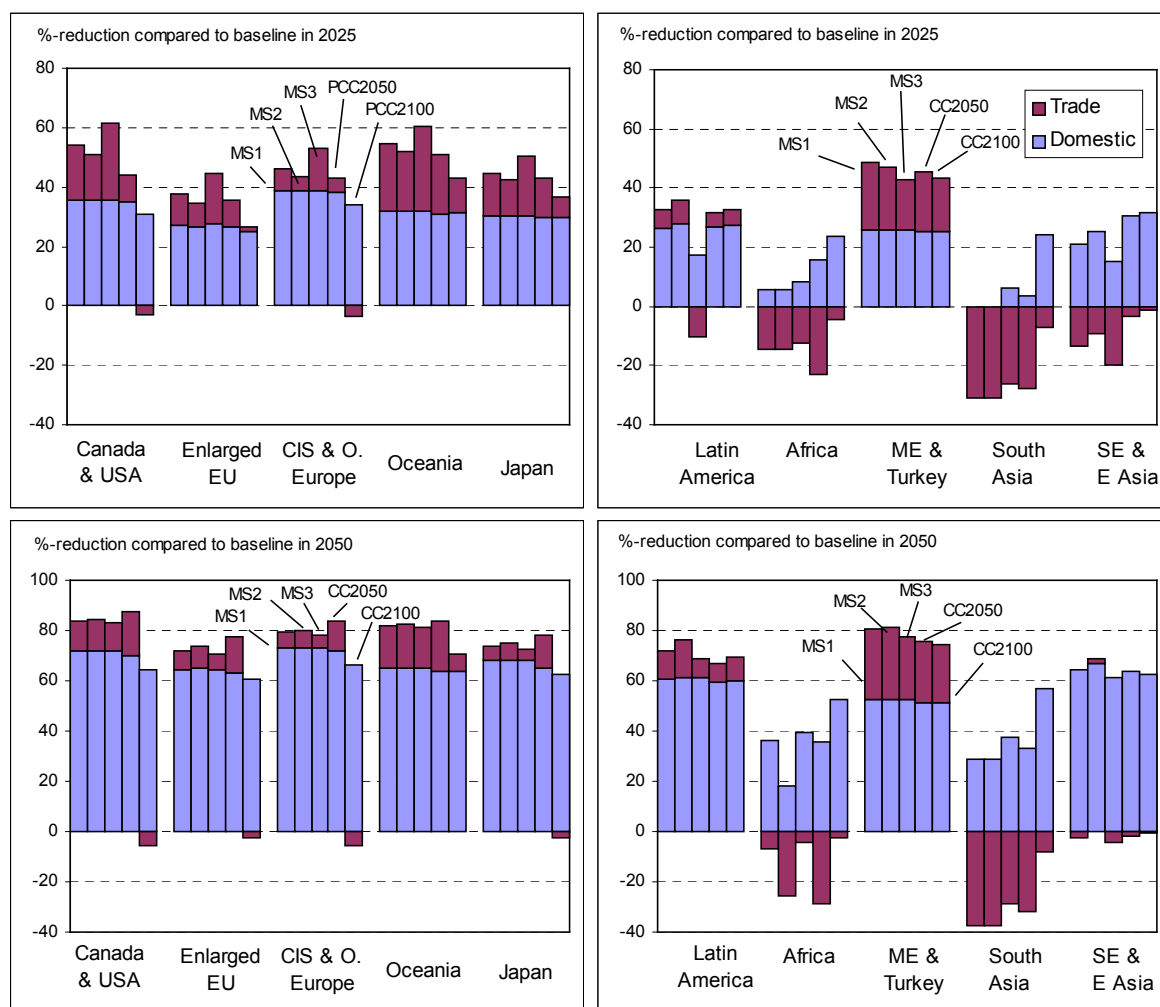 %-reduction compared to baseline in 2025
80
60
40
20
0
-20
-40
MS1
MS2
MS3
PCC2050
PCC2100
Canada
& USA
Enlarged
EU
CIS & O.
Europe
Oceania
Japan
%-reduction compared to baseline in 2025
80
60
40
20
0
-20
-40
MS1
MS2
MS3
CC2050
CC2100
Trade
Domestic
Latin
America
Africa
ME &
Turkey
South
Asia
SE &
E Asia
%-reduction compared to baseline in 2050
100
80
60
40
20
0
-20
-40
MS1
MS2
MS3
CC2050
CC2100
Canada
& USA
Enlarged
EU
CIS & O.
Europe
Oceania
Japan
%-reduction compared to baseline in 2050
100
80
60
40
20
0
-20
-40
MS1
MS2
MS3
CC2050
CC2100
Latin
America
Africa
ME &
Turkey
South
Asia
SE &
E Asia